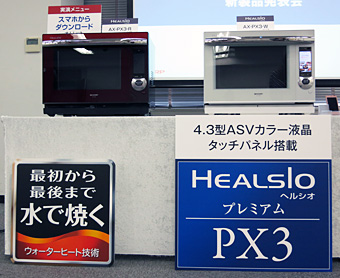 新製品発表会
実演メニュー
スマホから
ダウンロード
HEALSIO
AX-PX3-R
HEALSIO
AX-PX3-W
4.3型ASVカラー液晶
タッチパネル搭載
HEALSIO
ヘルシオ
プレミアム
PX3
最初から
最後まで
水で焼く
ウォーターヒート技術